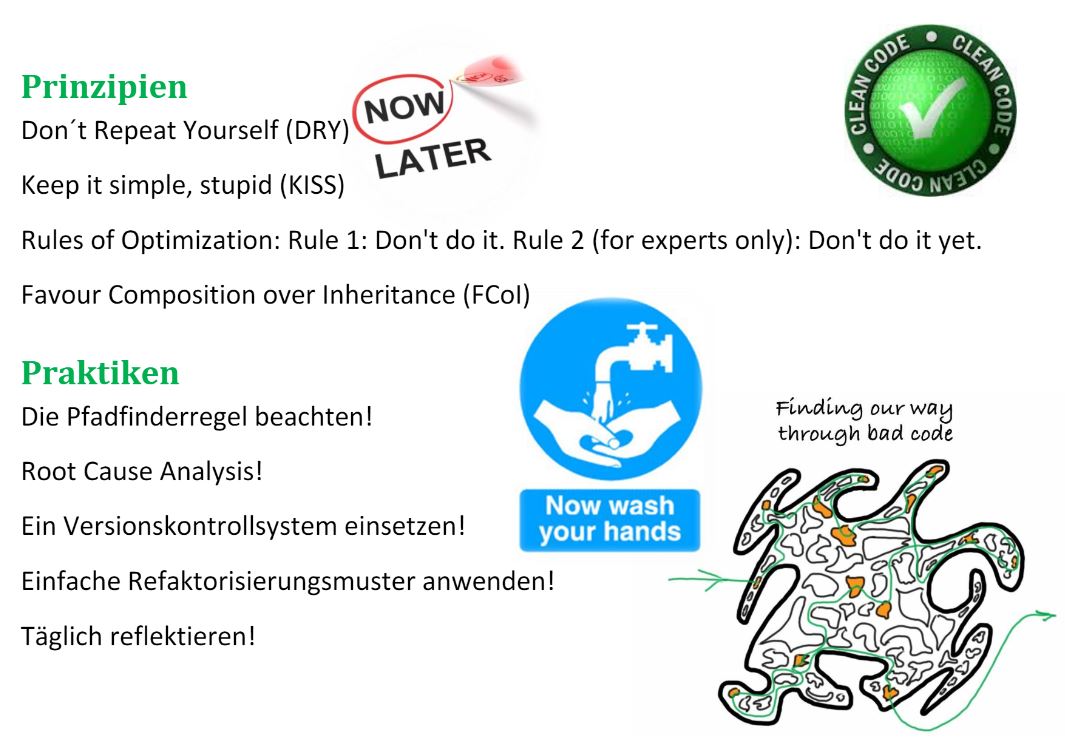 Prinzipien
Don´t Repeat Yourself (DRY)
NOW
LATER
Keep it simple, stupid (KISS)
Rules of Optimization: Rule 1: Don't do it. Rule 2 (for experts only): Don't do it yet.
Favour Composition over Inheritance (FCoI)
CLEAN CODE
CLEAN CODE
CLEAN CODE
Praktiken
Die Pfadfinderregel beachten!
Root Cause Analysis!
Ein Versionskontrollsystem einsetzen!
Einfache Refaktorisierungsmuster anwenden!
Täglich reflektieren!
Now wash
your hands
Finding our way
through bad code